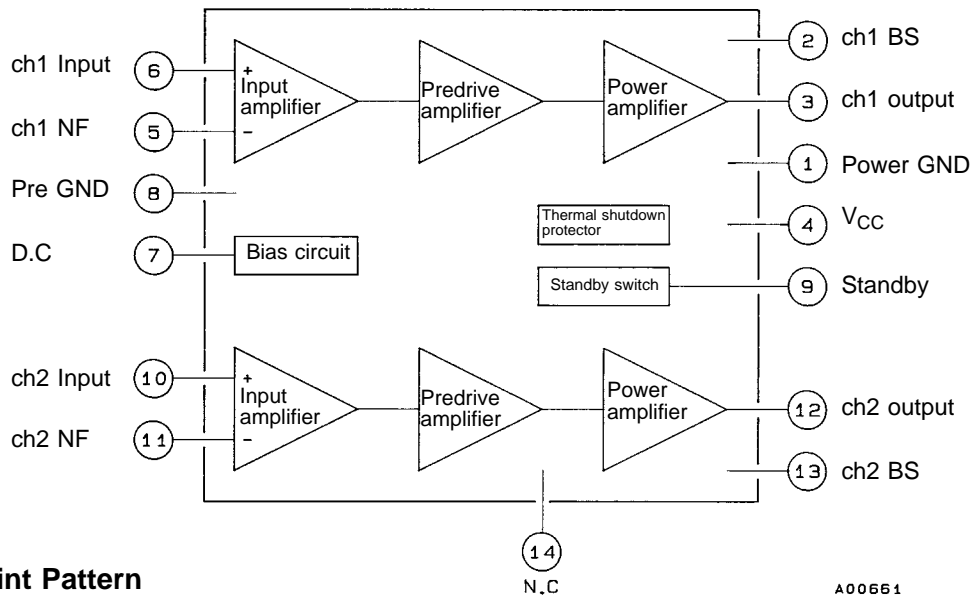 ch1 Input
6
+
Input
amplifier
ch1 NF
5
−
Predrive
amplifier
Power
amplifier
2
ch1 BS
3
ch1 output
1
Power GND
Pre GND
8
Thermal shutdown
protector
4
VCC
D.C
7
Bias circuit
Standby switch
9
Standby
ch2 Input
10
+
Input
amplifier
ch2 NF
11
−
Predrive
amplifier
Power
amplifier
12
ch2 output
13
ch2 BS
14
N.C
int Pattern
A00661